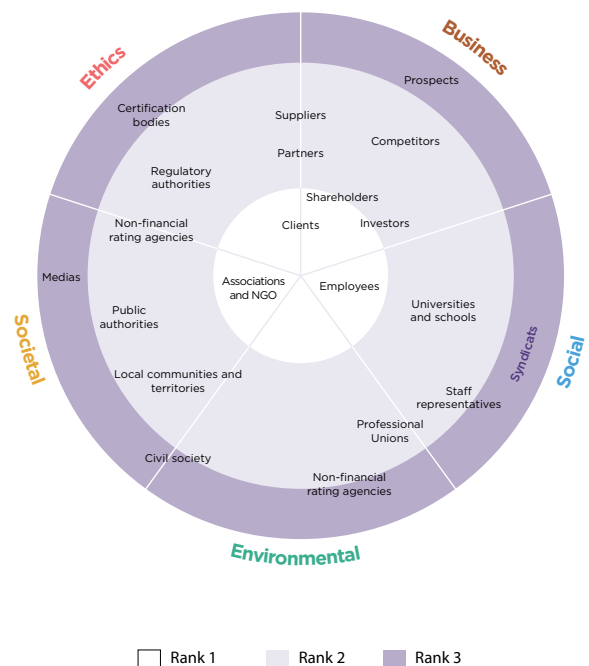 Ethics
Business
Prospects
Certification
bodies
Suppliers
Competitors
Partners
Regulatory
authorities
Shareholders
Non-financial
rating agencies
Clients
Investors
Medias
Associations
and NGO
Employees
Universities
and schools
Public
authorities
Societal
Syndicats
Social
Local communities and
territories
Staff
representatives
Professional
Unions
Civil society
Non-financial
rating agencies
Environmental
Rank 1
Rank 2
Rank 3